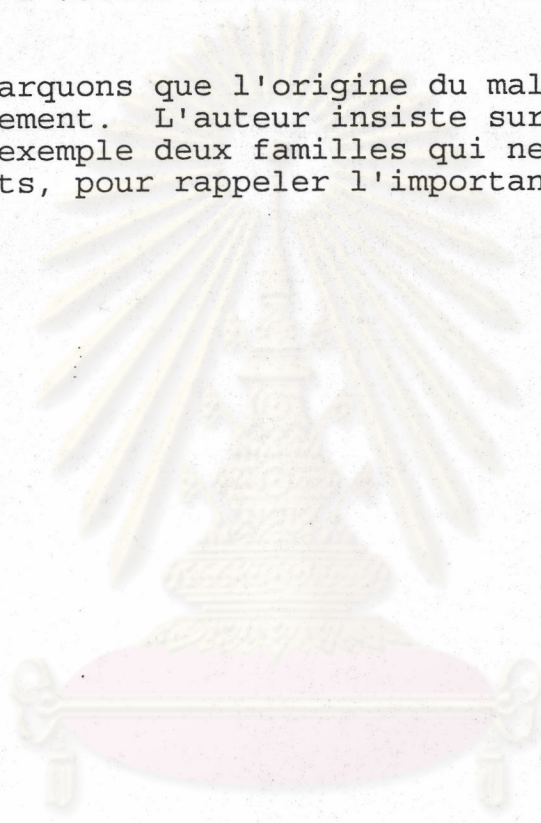 arquons que l'origine du mal
ement. L'auteur insiste sur
exemple deux familles qui ne
ts, pour rappeler l'importan